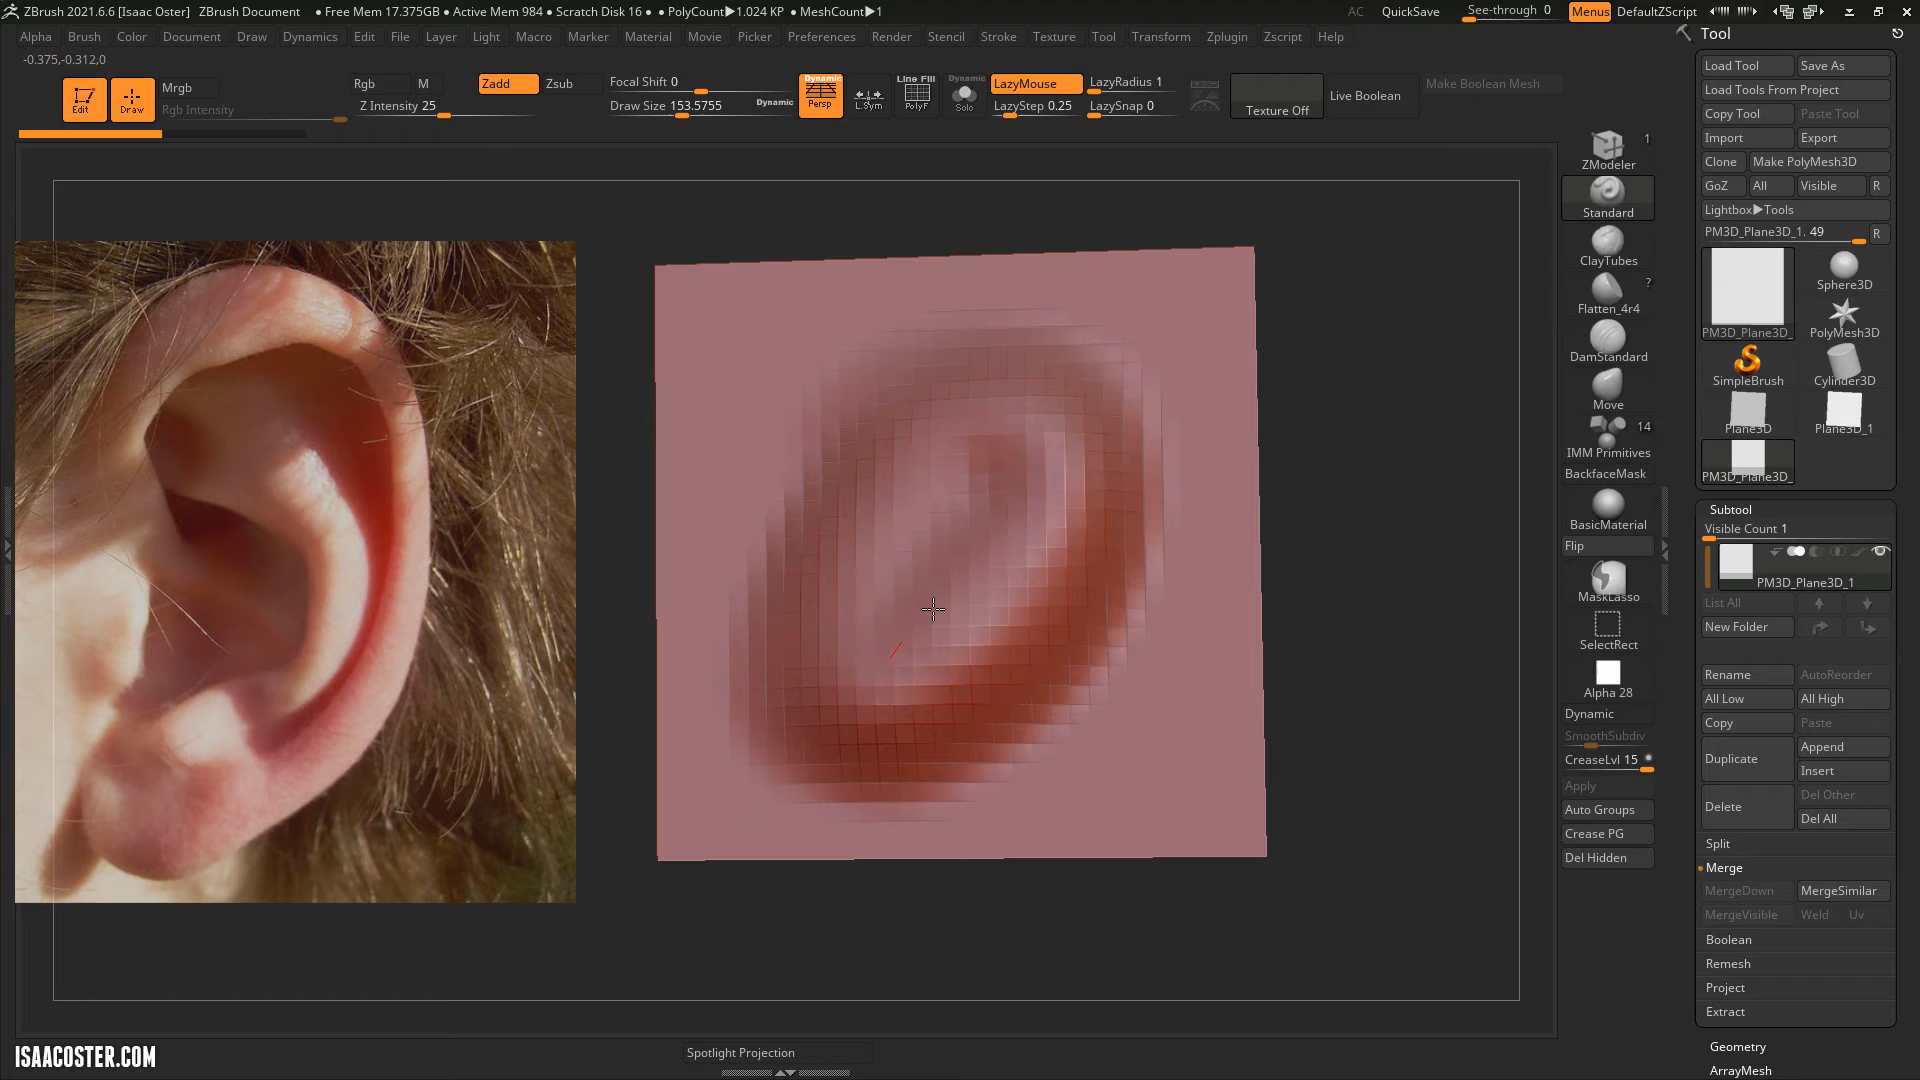 ZBrush 2021.6.6 [Isaac Oster] ZBrush Document • Free Mem 17.375GB • Active Mem 984 • Scratch Disk 16 • • PolyCount▶1.024 KP • MeshCount▶1 AC QuickSave See-through 0 Menus DefaultZScript
Alpha Brush Color Document Draw Dynamics Edit File Layer Light Macro Marker Material Movie Picker Preferences Render Stencil Stroke Texture Tool Transform Zplugin Zscript Help
-0.375,-0.312,0
Edit
Draw
Mrgb
Rgb Intensity
Rgb M
Z Intensity 25
Zadd Zsub
Focal Shift 0
Draw Size 153.5755 Dynamic
Dynamic
Persp
L.Sym
Line Fill
PolyF
Dynamic
Solo
LazyMouse LazyRadius 1
LazyStep 0.25 LazySnap 0
Texture Off
Live Boolean
Make Boolean Mesh
1
ZModeler
Standard
ClayTubes
?
Flatten_4r4
DamStandard
Move
14
IMM Primitives
BackfaceMask
BasicMaterial
Flip
MaskLasso
SelectRect
Alpha 28
Dynamic
SmoothSubdiv
CreaseLvl 15
Apply
Auto Groups
Crease PG
Del Hidden
Tool
Load Tool Save As
Load Tools From Project
Copy Tool Paste Tool
Import Export
Clone Make PolyMesh3D
GoZ All Visible R
Lightbox▶Tools
PM3D_Plane3D_1. 49 R
Sphere3D
PM3D_Plane3D_ PolyMesh3D
SimpleBrush Cylinder3D
Plane3D Plane3D_1
PM3D_Plane3D_
Subtool
Visible Count 1
PM3D_Plane3D_1
List All
New Folder
Rename AutoReorder
All Low All High
Copy Paste
Duplicate Append
Insert
Delete Del Other
Del All
Split
Merge
MergeDown MergeSimilar
MergeVisible Weld Uv
Boolean
Remesh
Project
Extract
Geometry
ArrayMesh
ISAACOSTER.COM
Spotlight Projection